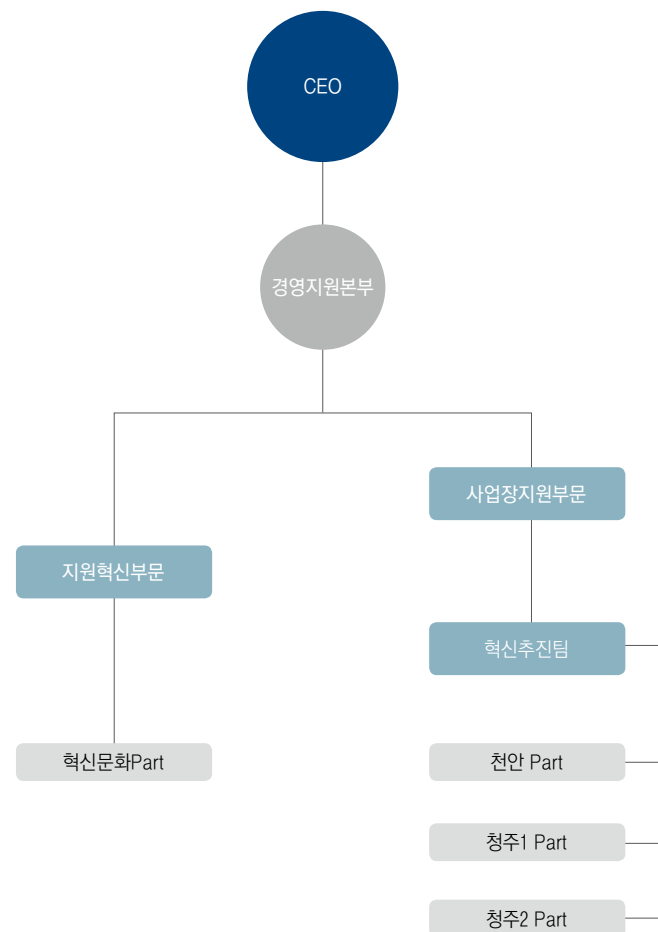 CEO
경영지원본부
사업장지원부문
지원혁신부문
혁신추진팀
혁신문화Part
천안 Part
청주1 Part
청주2 Part